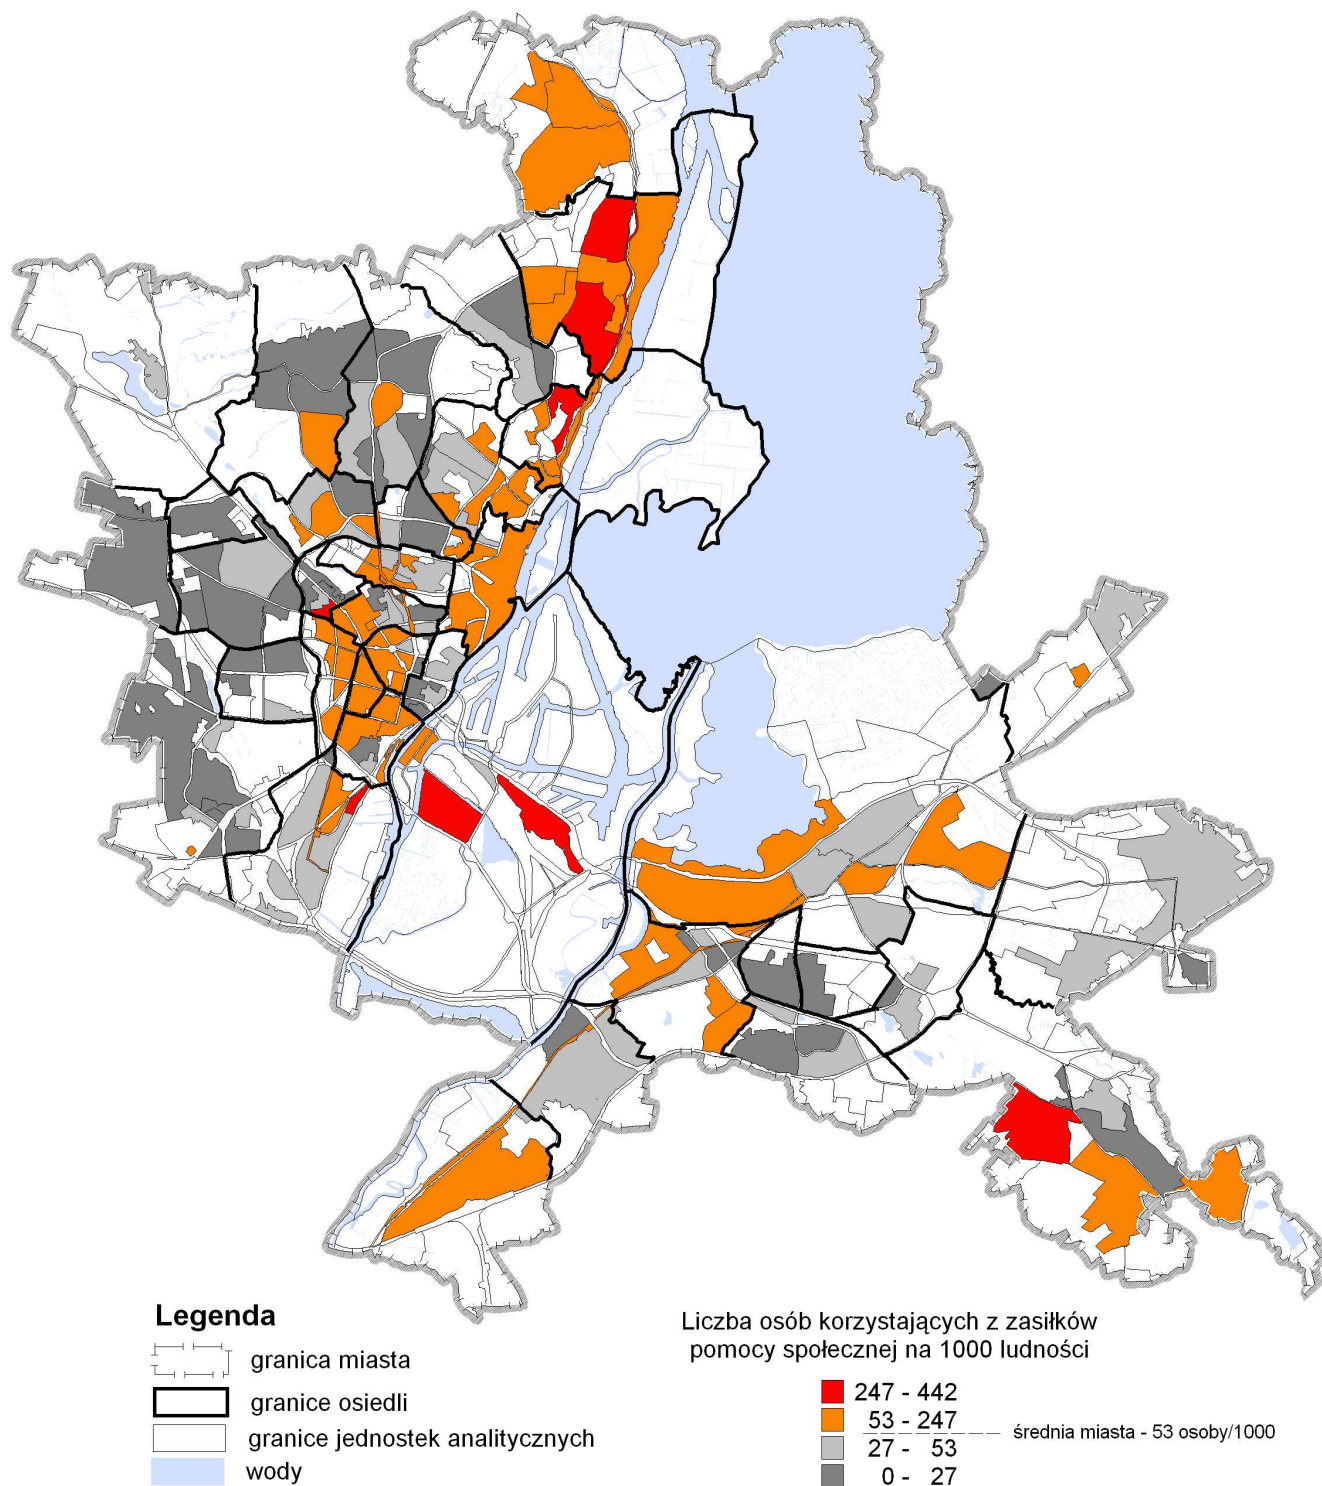 Legenda
granica miasta
granice osiedli
granice jednostek analitycznych
wody
Liczba osób korzystających z zasiłków
pomocy społecznej na 1000 ludności
247 - 442
53 - 247
średnia miasta - 53 osoby/1000
27 - 53
0 - 27